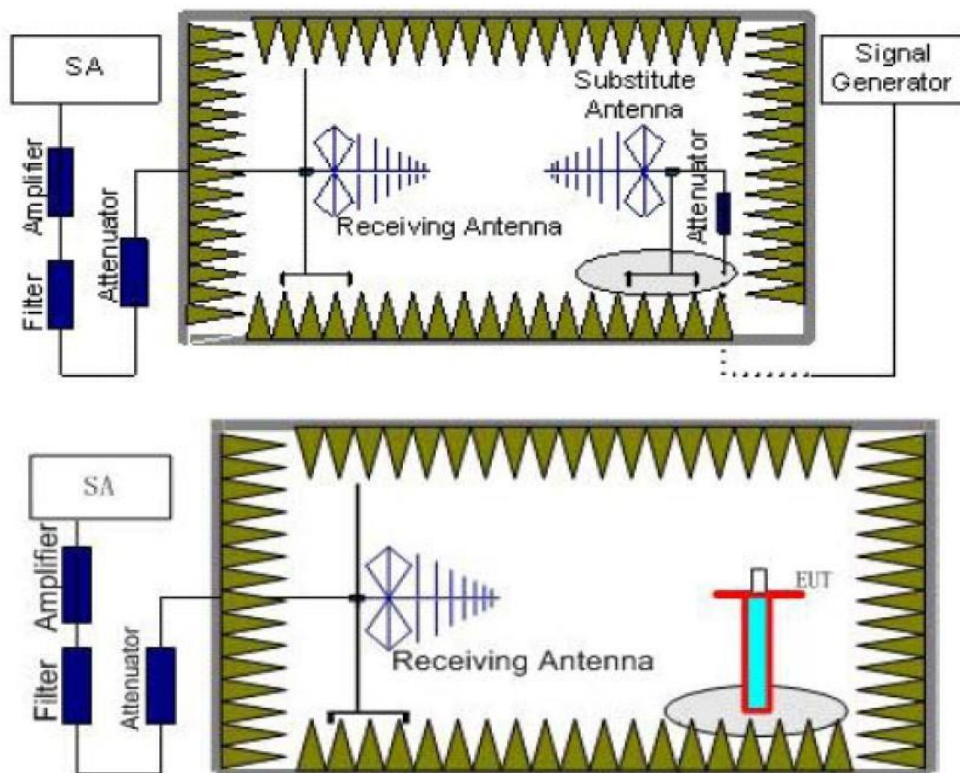 SA
Signal
Generator
Substitute
Antenna
Amplifier
Attenuator
Filter
Receiving Antenna
Attenuator
SA
Amplifier
EUT
Receiving Antenna
Filter
Attenuator